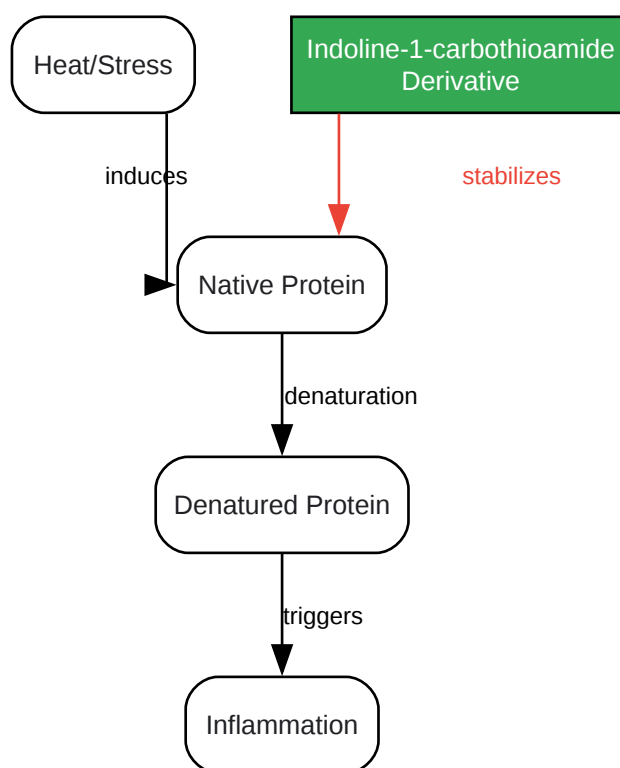 Heat/Stress
Indoline-1-carbothioamide
Derivative
induces
stabilizes
Native Protein
denaturation
Denatured Protein
triggers
Inflammation